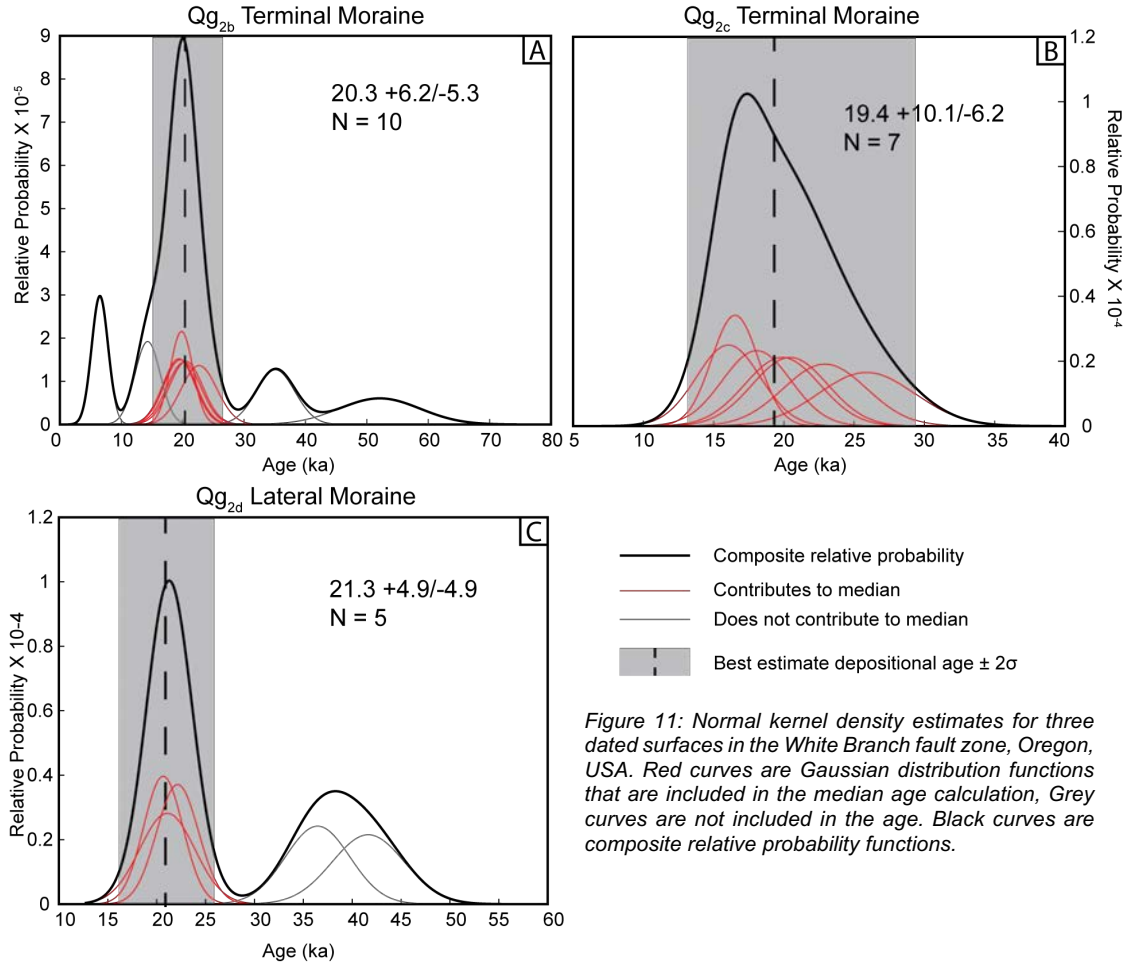 Qg2b Terminal Moraine
A
20.3 +6.2/-5.3
N = 10
Relative Probability X 10-5
9
8
7
6
5
4
3
2
1
0
0 10 20 30 40 50 60 70 80
Age (ka)
Qg2c Terminal Moraine
B
19.4 +10.1/-6.2
N = 7
1.2
1
0.8
0.6
0.4
0.2
0
Relative Probability X 10-4
5 10 15 20 25 30 35 40
Age (ka)
Qg2d Lateral Moraine
C
21.3 +4.9/-4.9
N = 5
Relative Probability X 10-4
1.2
1
0.8
0.6
0.4
0.2
0
10 15 20 25 30 35 40 45 50 55 60
Age (ka)
Composite relative probability
Contributes to median
Does not contribute to median
Best estimate depositional age ± 2σ
Figure 11: Normal kernel density estimates for three
dated surfaces in the White Branch fault zone, Oregon,
USA. Red curves are Gaussian distribution functions
that are included in the median age calculation, Grey
curves are not included in the age. Black curves are
composite relative probability functions.